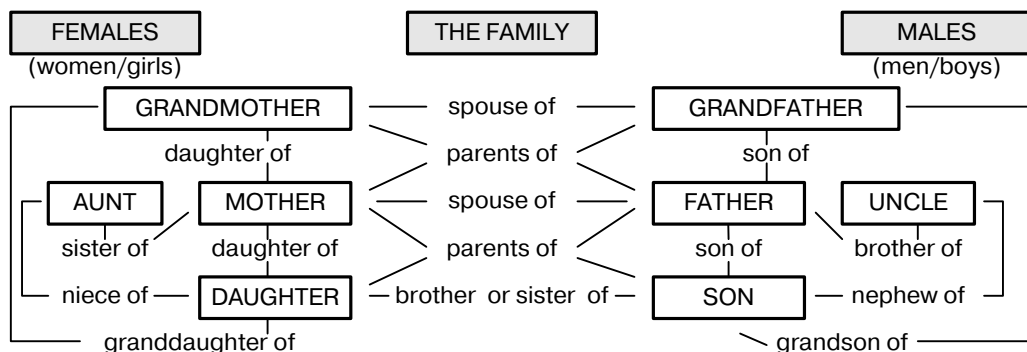 FEMALES THE FAMILY MALES
(women/girls) (men/boys)
GRANDMOTHER spouse of GRANDFATHER
daughter of parents of son of
AUNT MOTHER spouse of FATHER UNCLE
sister of daughter of parents of son of brother of
niece of DAUGHTER brother or sister of SON nephew of
granddaughter of grandson of